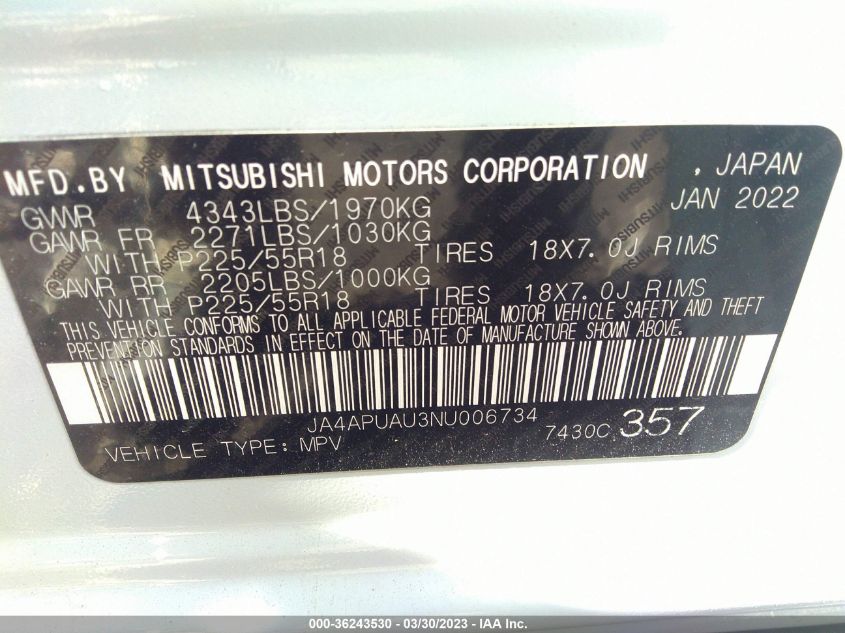 MFD.BY MITSUBISHI MOTORS CORPORATION , JAPAN
GVWR 4343LBS/1970KG JAN 2022
GAWR FR 2271LBS/1030KG
WITH P225/55R18 TIRES 18X7.0J RIMS
GAWR RR 2205LBS/1000KG
WITH P225/55R18 TIRES 18X7.0J RIMS
THIS VEHICLE CONFORMS TO ALL APPLICABLE FEDERAL MOTOR VEHICLE SAFETY AND THEFT
PREVENTION STANDARDS IN EFFECT ON THE DATE OF MANUFACTURE SHOWN ABOVE.
JA4APUAU3NU006734
VEHICLE TYPE: MPV 7430C 357
000-36243530 - 03/30/2023 - IAA Inc.